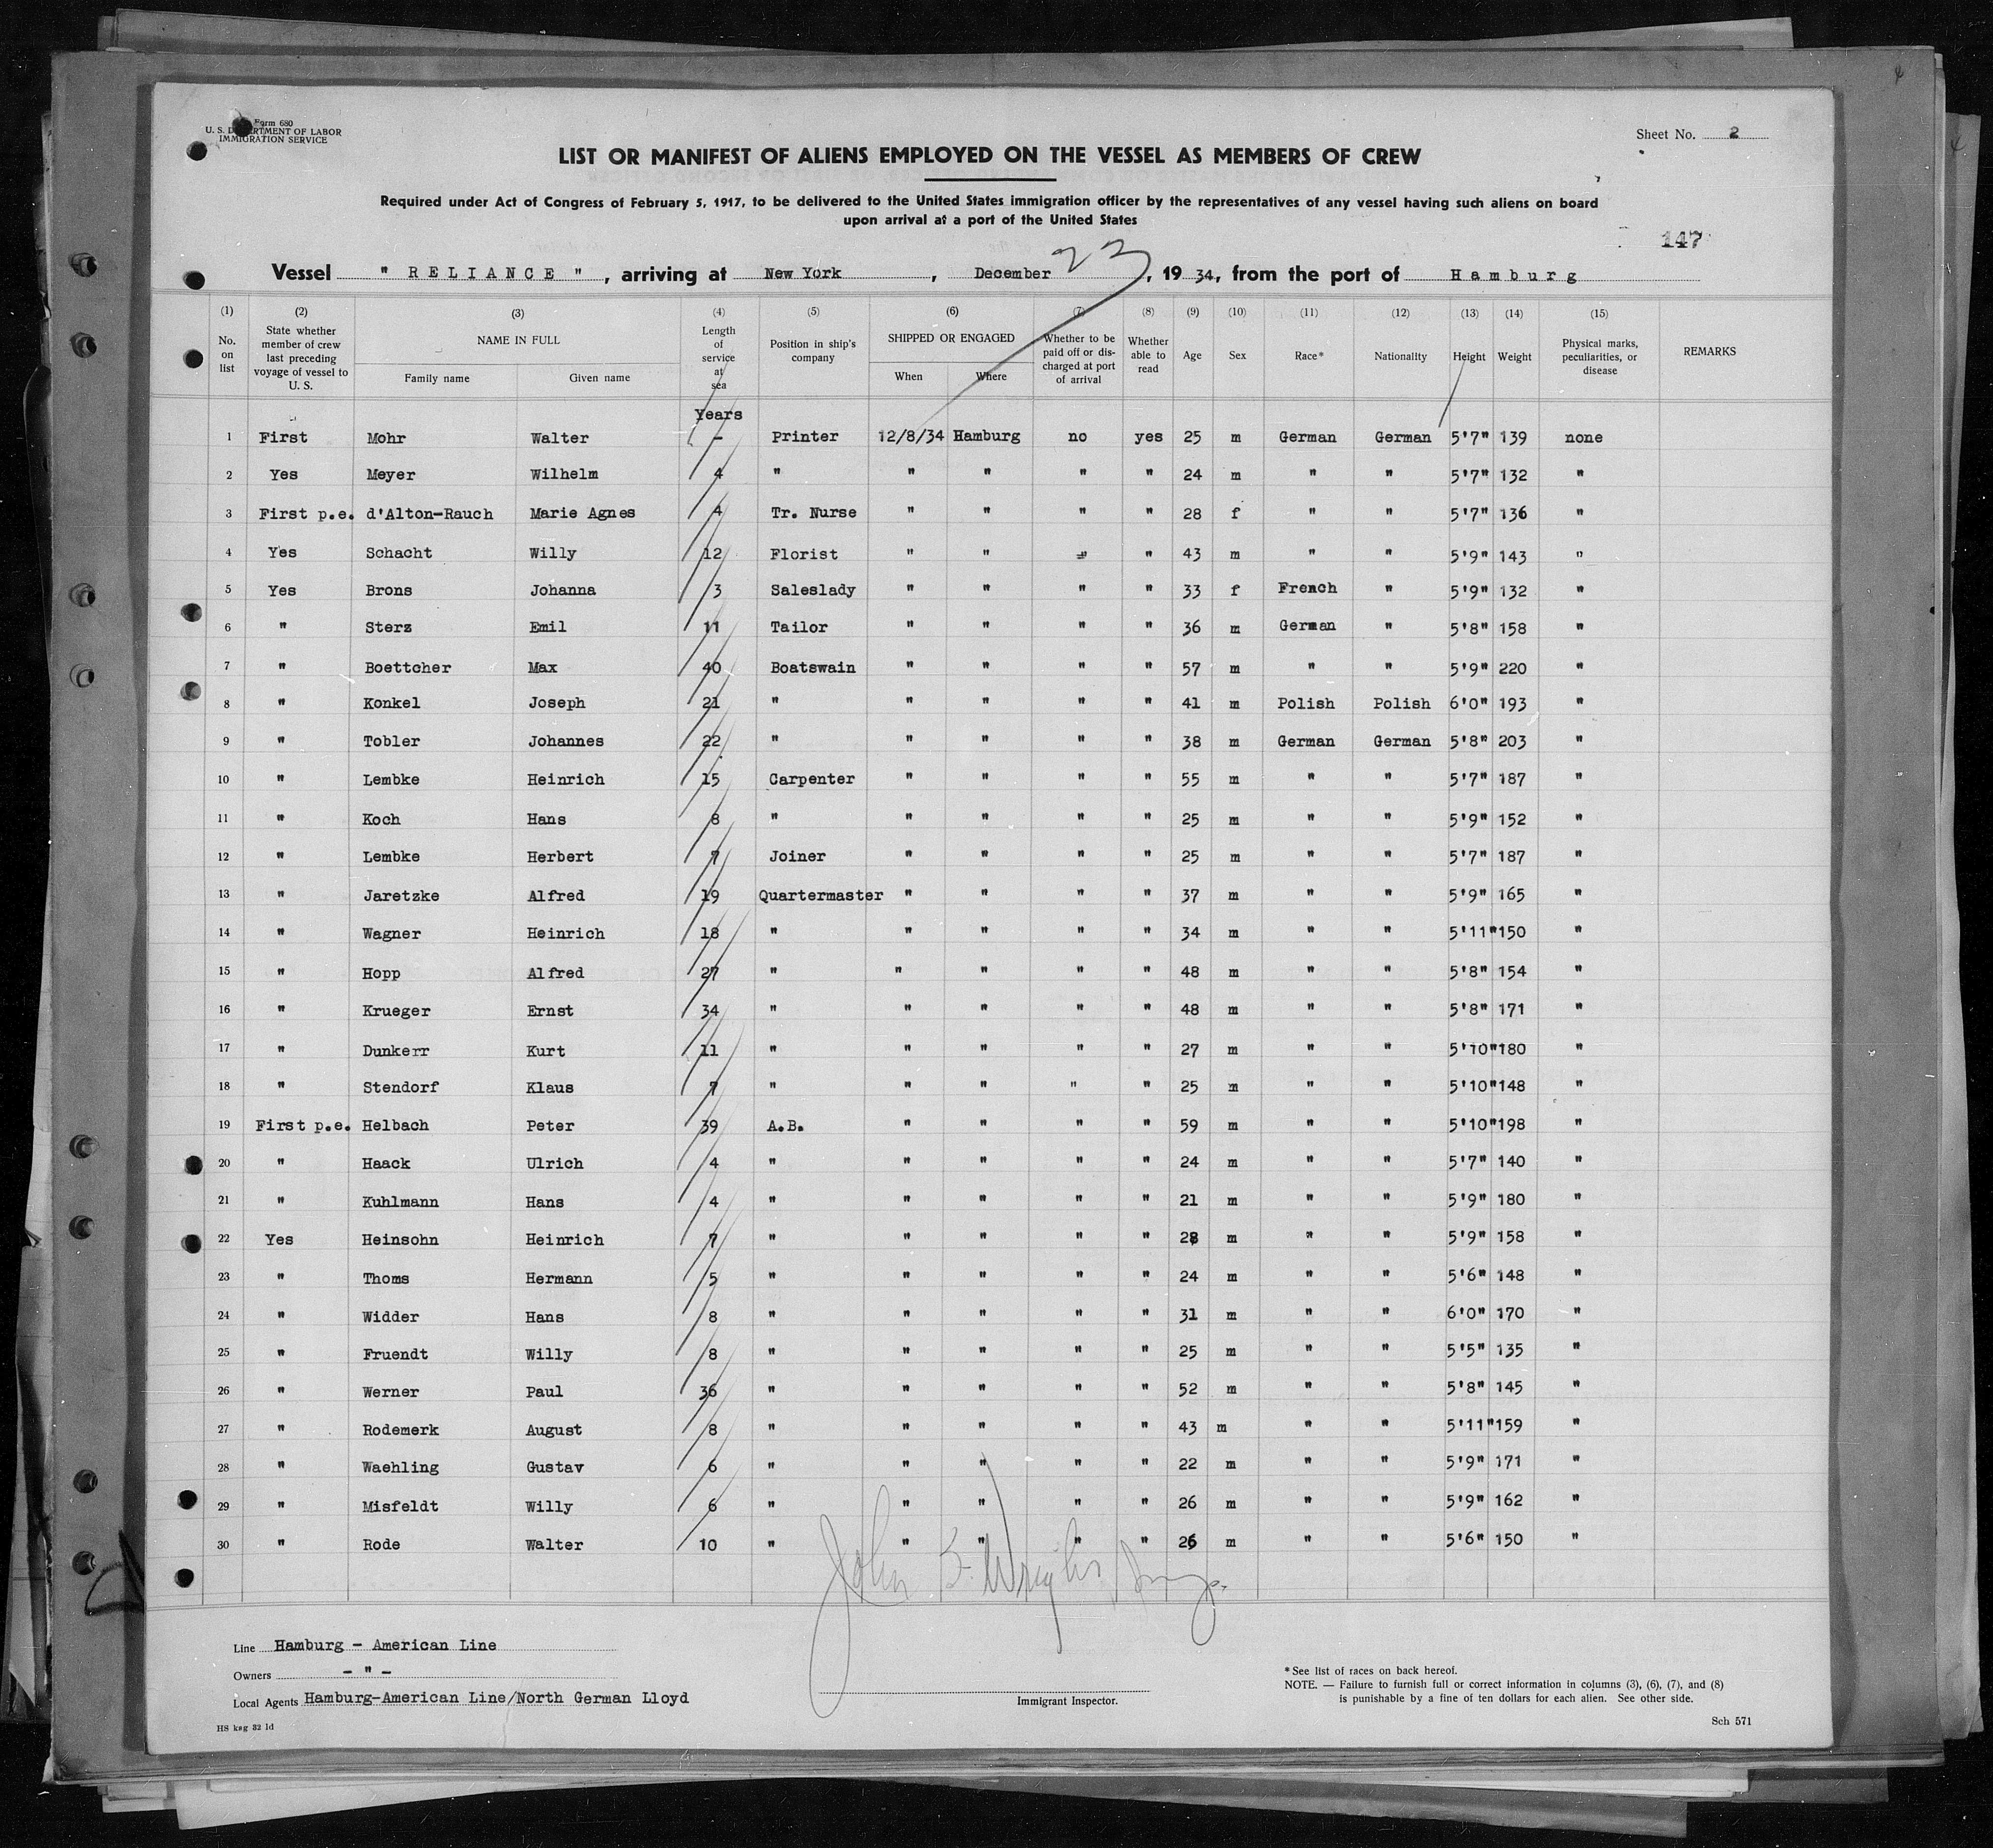 Form 680
U. S. DEPARTMENT OF LABOR
IMMIGRATION SERVICE
Sheet No. 2
LIST OR MANIFEST OF ALIENS EMPLOYED ON THE VESSEL AS MEMBERS OF CREW
Required under Act of Congress of February 5, 1917, to be delivered to the United States immigration officer by the representatives of any vessel having such aliens on board
upon arrival at a port of the United States
147
Vessel " RELIANCE ", arriving at New York, December 23, 1934, from the port of Hamburg
(1) No. on list (2) State whether member of crew last preceding voyage of vessel to U. S. (3) NAME IN FULL Family name Given name (4) Length of service at sea (5) Position in ship's company (6) SHIPPED OR ENGAGED When Where (7) Whether to be paid off or discharged at port of arrival (8) Whether able to read (9) Age (10) Sex (11) Race* (12) Nationality (13) Height (14) Weight (15) Physical marks, peculiarities, or disease REMARKS
Years
1 First Mohr Walter - Printer 12/8/34 Hamburg no yes 25 m German German 5'7" 139 none
2 Yes Meyer Wilhelm 4 " " " " " 24 m " " 5'7" 132 "
3 First p.e. d'Alton-Rauch Marie Agnes 4 Tr. Nurse " " " " 28 f " " 5'7" 136 "
4 Yes Schacht Willy 12 Florist " " " " 43 m " " 5'9" 143 "
5 Yes Brons Johanna 3 Saleslady " " " " 33 f French " 5'9" 132 "
6 " Sterz Emil 11 Tailor " " " " 36 m German " 5'8" 158 "
7 " Boettcher Max 40 Boatswain " " " " 57 m " " 5'9" 220 "
8 " Konkel Joseph 21 " " " " " 41 m Polish Polish 6'0" 193 "
9 " Tobler Johannes 22 " " " " " 38 m German German 5'8" 203 "
10 " Lembke Heinrich 15 Carpenter " " " " 55 m " " 5'7" 187 "
11 " Koch Hans 8 " " " " " 25 m " " 5'9" 152 "
12 " Lembke Herbert 7 Joiner " " " " 25 m " " 5'7" 187 "
13 " Jaretzke Alfred 19 Quartermaster " " " " 37 m " " 5'9" 165 "
14 " Wagner Heinrich 18 " " " " " 34 m " " 5'11" 150 "
15 " Hopp Alfred 27 " " " " " 48 m " " 5'8" 154 "
16 " Krueger Ernst 34 " " " " " 48 m " " 5'8" 171 "
17 " Dunkerr Kurt 11 " " " " " 27 m " " 5'10" 180 "
18 " Stendorf Klaus 7 " " " " " 25 m " " 5'10" 148 "
19 First p.e. Helbach Peter 39 A.B. " " " " 59 m " " 5'10" 198 "
20 " Haack Ulrich 4 " " " " " 24 m " " 5'7" 140 "
21 " Kuhlmann Hans 4 " " " " " 21 m " " 5'9" 180 "
22 Yes Heinsohn Heinrich 7 " " " " " 28 m " " 5'9" 158 "
23 " Thoms Hermann 5 " " " " " 24 m " " 5'6" 148 "
24 " Widder Hans 8 " " " " " 31 m " " 6'0" 170 "
25 " Fruendt Willy 8 " " " " " 25 m " " 5'5" 135 "
26 " Werner Paul 36 " " " " " 52 m " " 5'8" 145 "
27 " Rodemerk August 8 " " " " " 43 m " " 5'11" 159 "
28 " Waehling Gustav 6 " " " " " 22 m " " 5'9" 171 "
29 " Misfeldt Willy 6 " " " " " 26 m " " 5'9" 162 "
30 " Rode Walter 10 " " " " " 26 m " " 5'6" 150 "
John
Line Hamburg - American Line
Owners - " -
Local Agents Hamburg-American Line/North German Lloyd
Immigrant Inspector.
*See list of races on back hereof.
NOTE. — Failure to furnish full or correct information in columns (3), (6), (7), and (8)
is punishable by a fine of ten dollars for each alien. See other side.
HS kag 32 1d
Sch 571